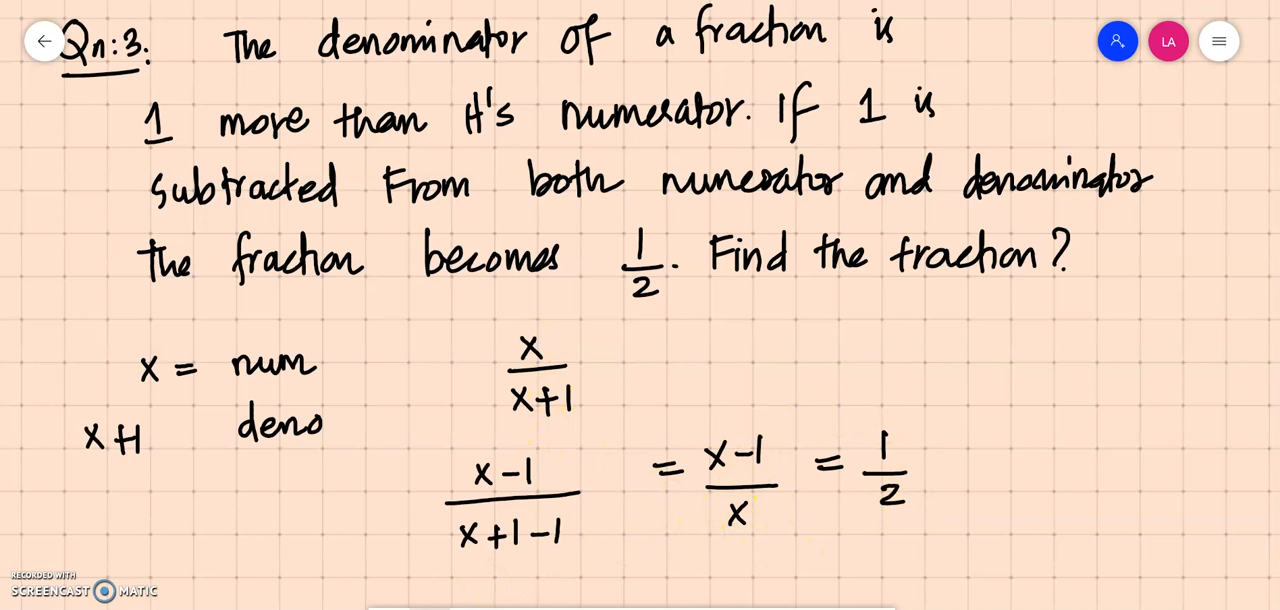 Qn:3. The denominator of a fraction is
LA
1 more than it's numerator. If 1 is
subtracted from both numerator and denominator
the fraction becomes 1/2. Find the fraction?
x = num
x+1 deno
x/(x+1)
(x-1)/(x+1-1) = (x-1)/x = 1/2
RECORDED WITH
SCREENCAST MATIC